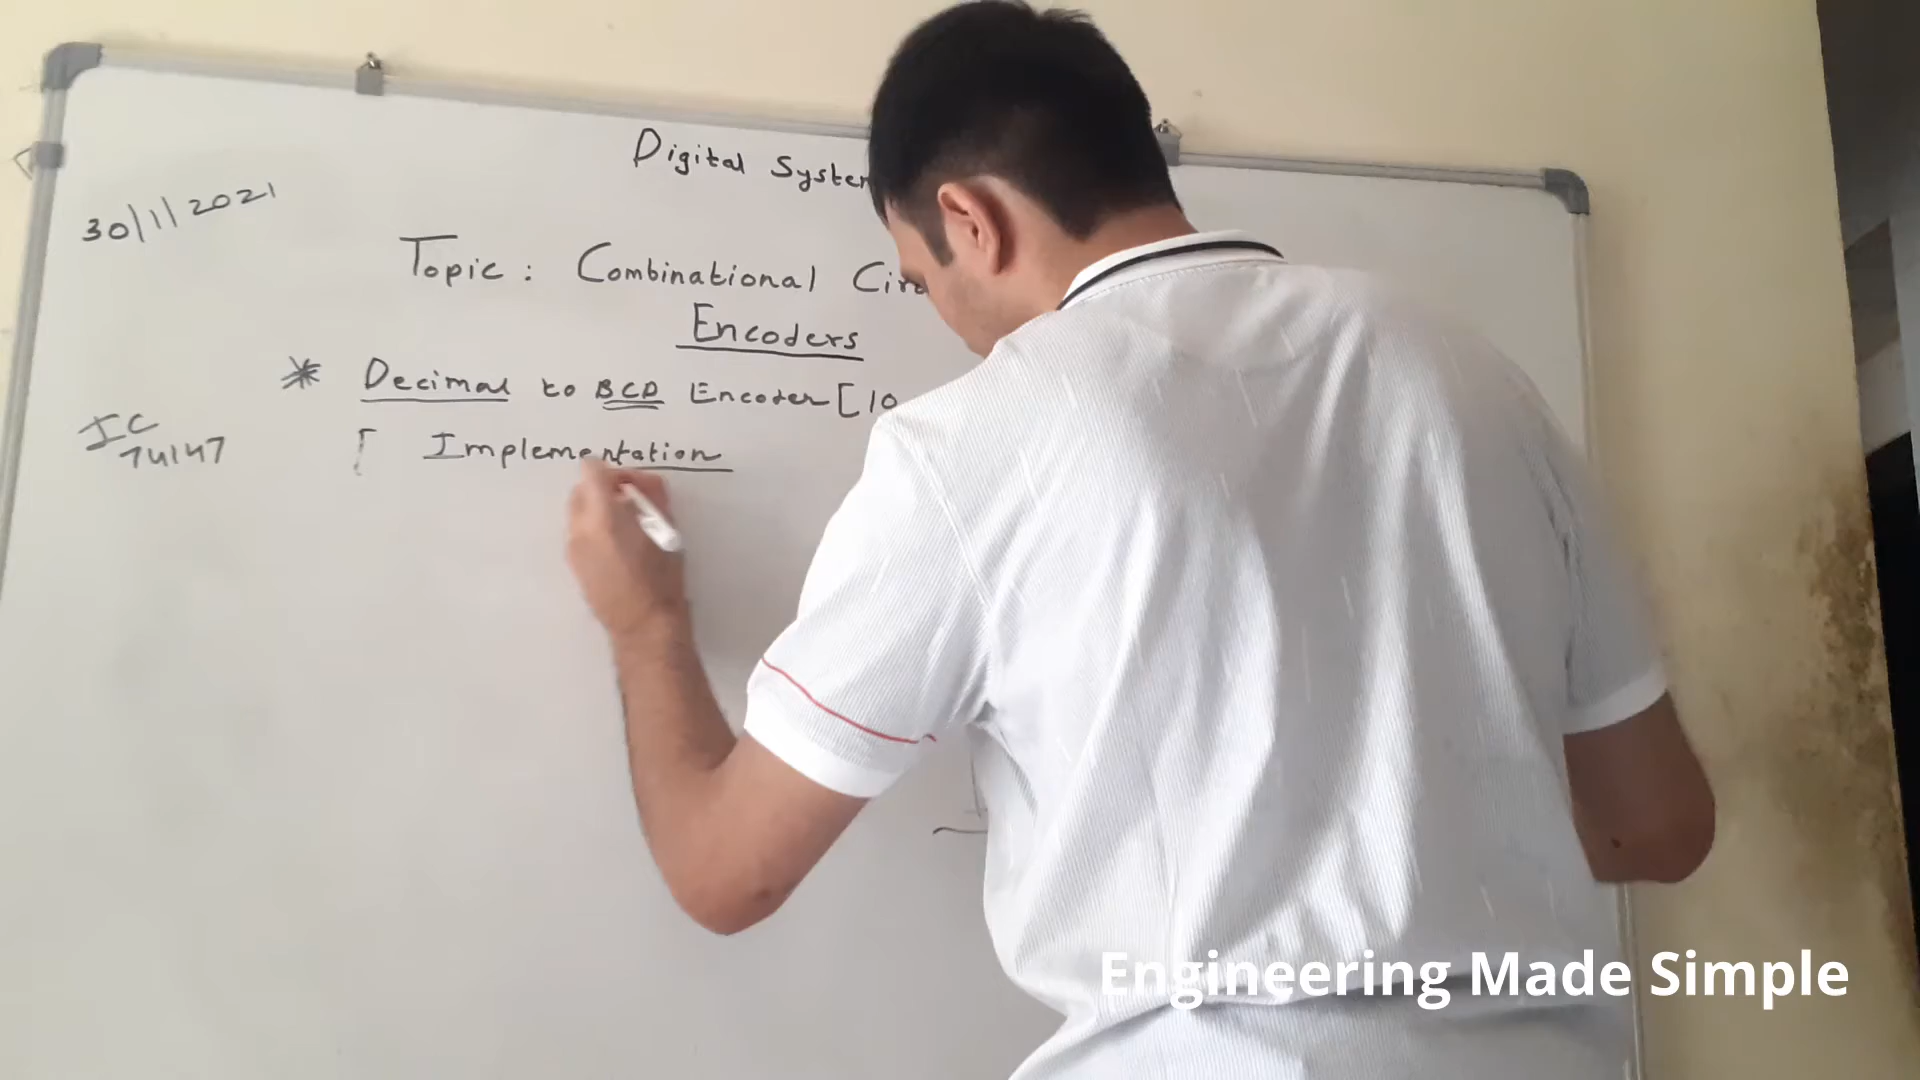 Digital System
30/1/2021
Topic : Combinational Circ
Encoders
* Decimal to BCD Encoder [10
IC
74147
[ Implementation
Engineering Made Simple